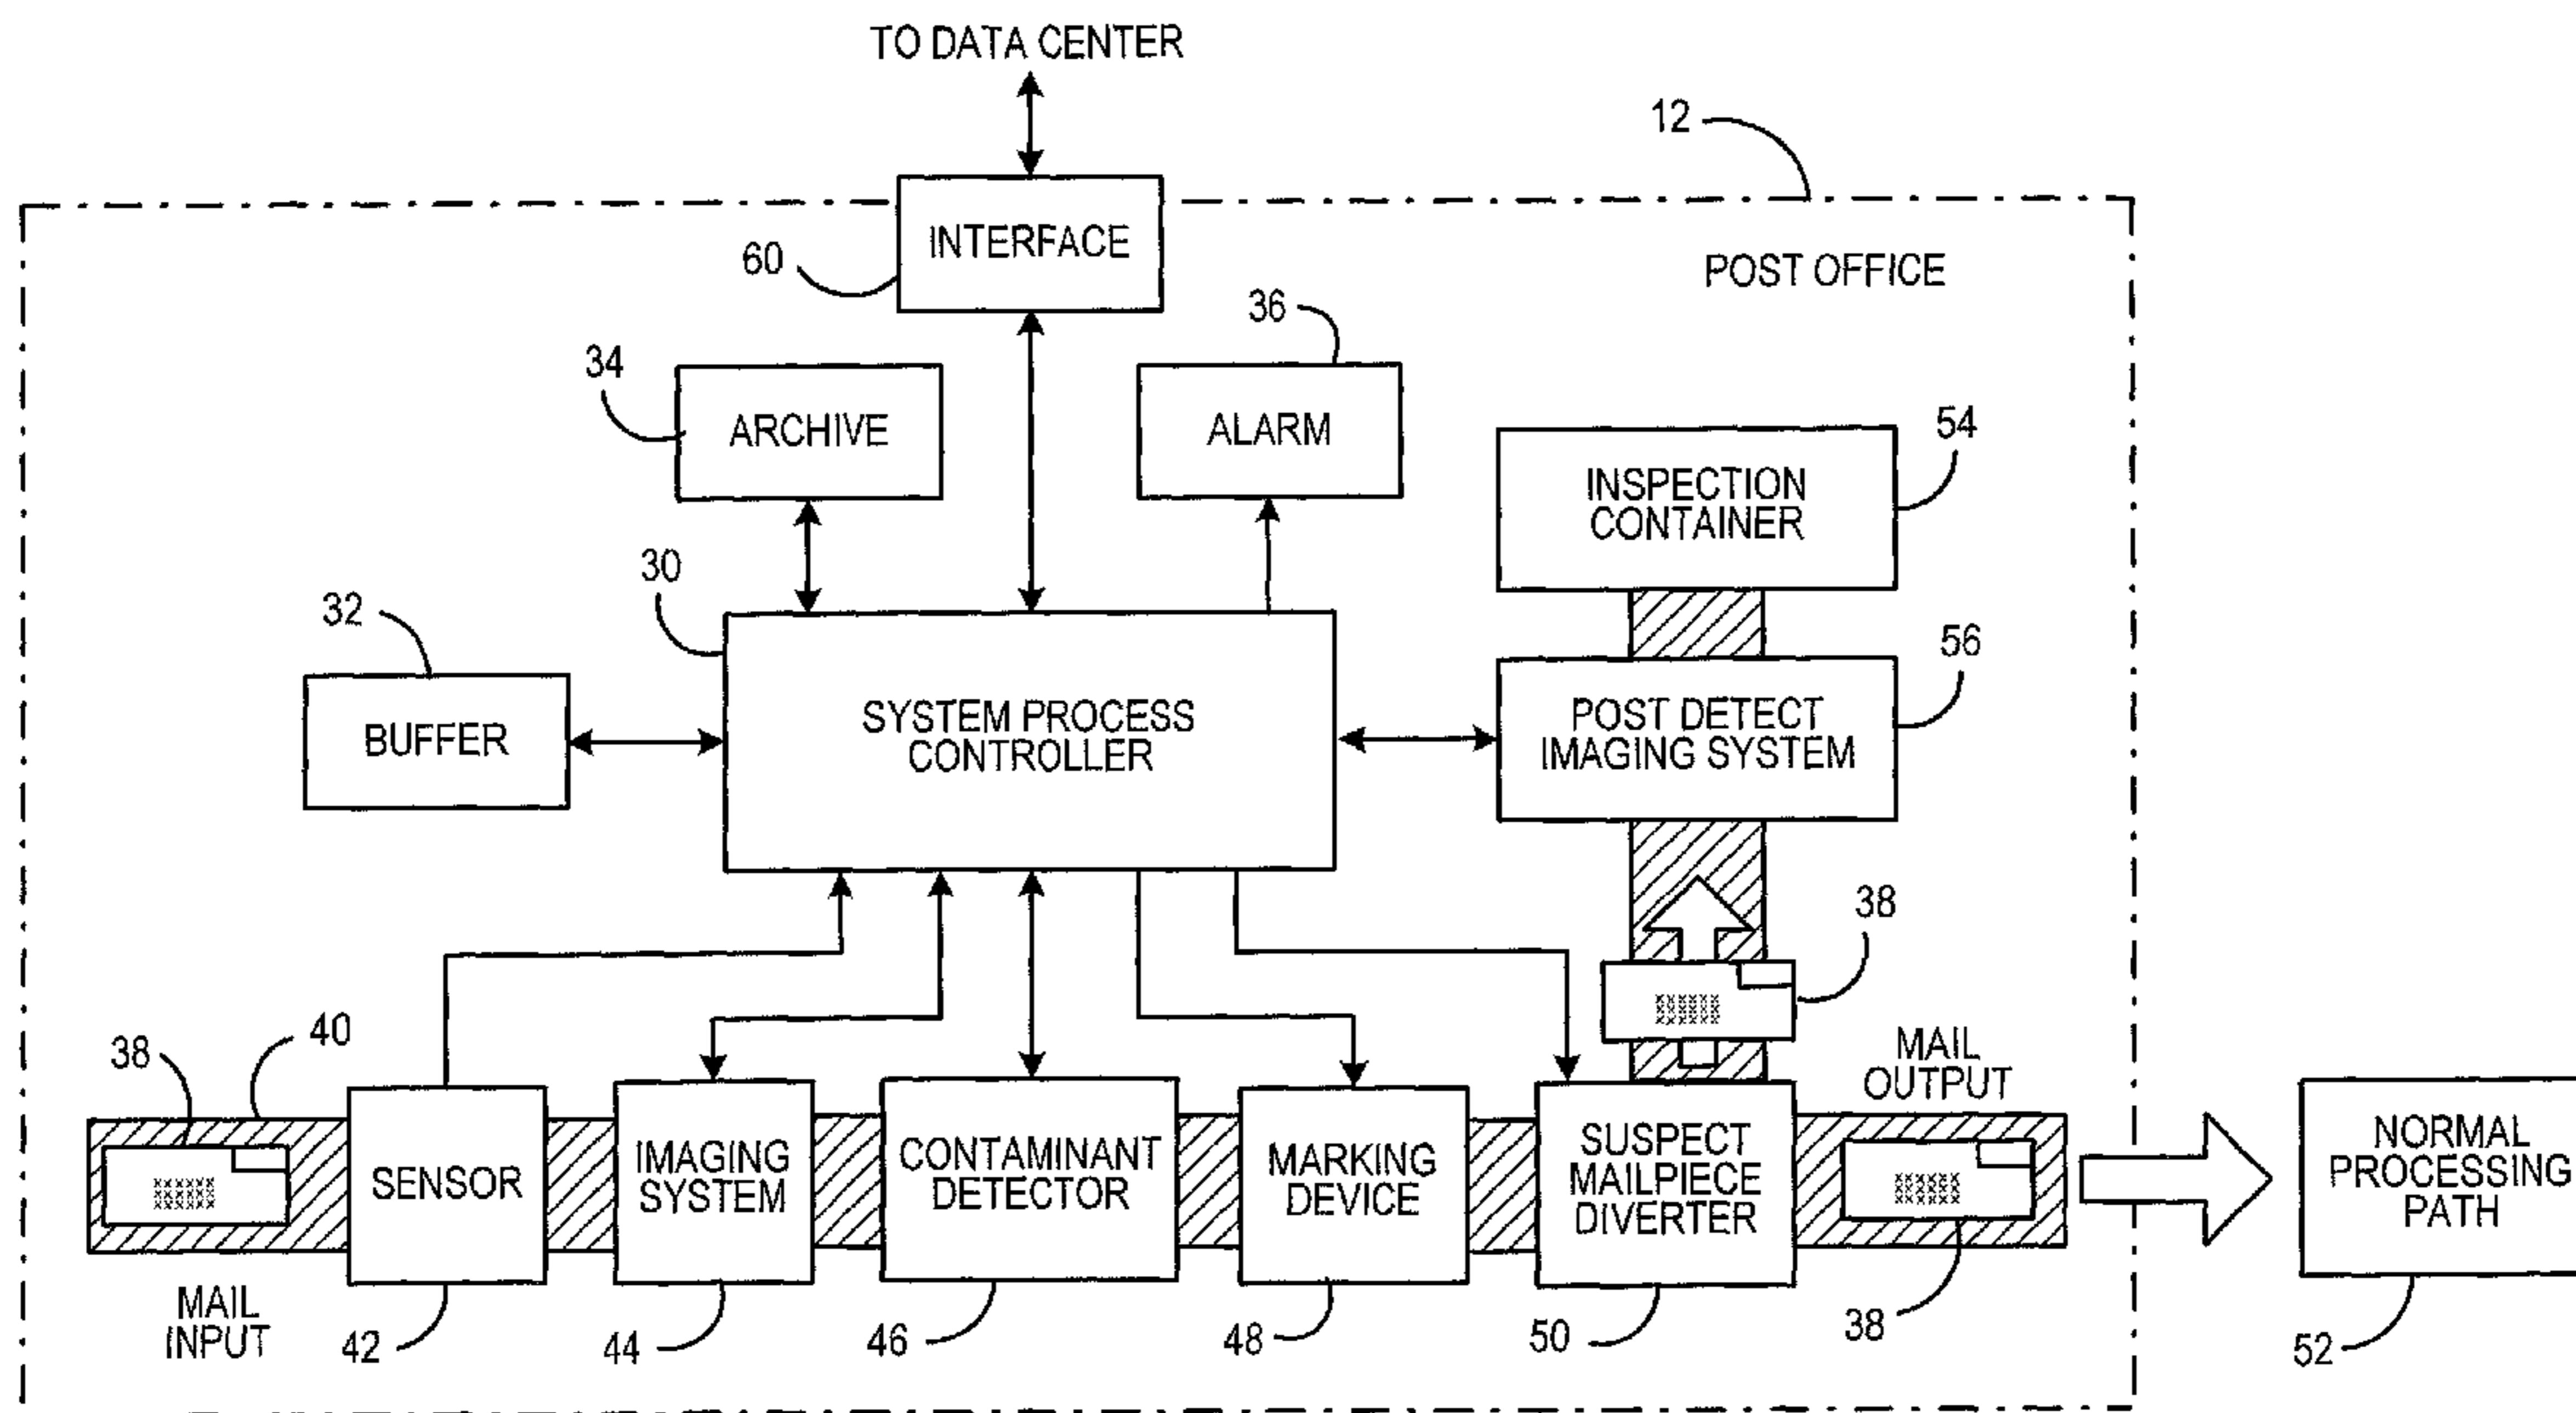 TO DATA CENTER
12
INTERFACE
60
POST OFFICE
34
36
ARCHIVE
ALARM
54
INSPECTION
CONTAINER
30
32
56
BUFFER
SYSTEM PROCESS
CONTROLLER
POST DETECT
IMAGING SYSTEM
38
38
40
MAIL
OUTPUT
SENSOR
IMAGING
SYSTEM
CONTAMINANT
DETECTOR
MARKING
DEVICE
SUSPECT
MAILPIECE
DIVERTER
NORMAL
PROCESSING
PATH
MAIL
INPUT
42
44
46
48
50
38
52